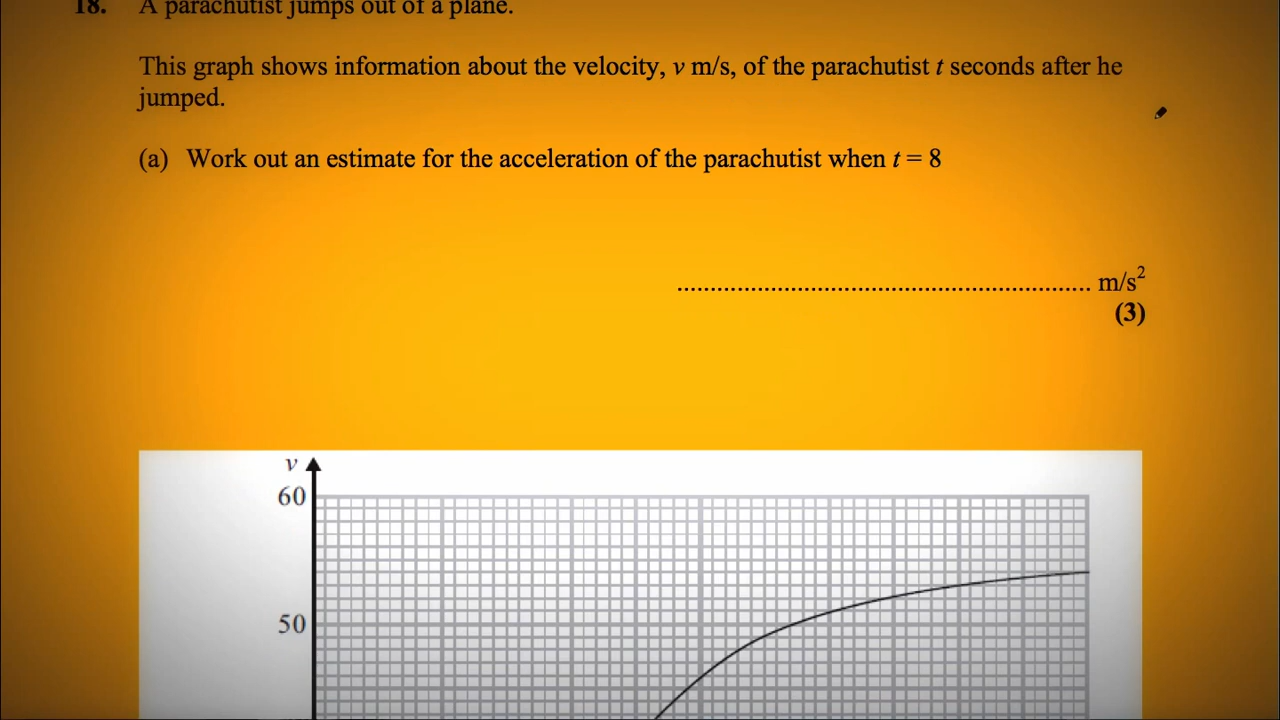 18. A parachutist jumps out of a plane.
This graph shows information about the velocity, v m/s, of the parachutist t seconds after he
jumped.
(a) Work out an estimate for the acceleration of the parachutist when t = 8
.............................................................. m/s²
(3)
v
60
50